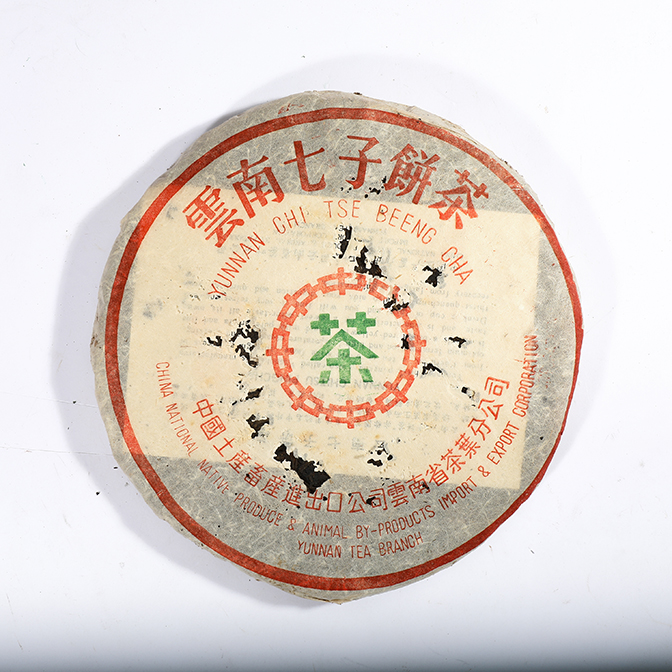 雲南七子餅茶
YUNNAN CHI TSE BEENG CHA
茶
中國土產畜產進出口公司雲南省茶葉分公司
CHINA NATIONAL NATIVE PRODUCE & ANIMAL BY-PRODUCTS IMPORT & EXPORT CORPORATION
YUNNAN TEA BRANCH